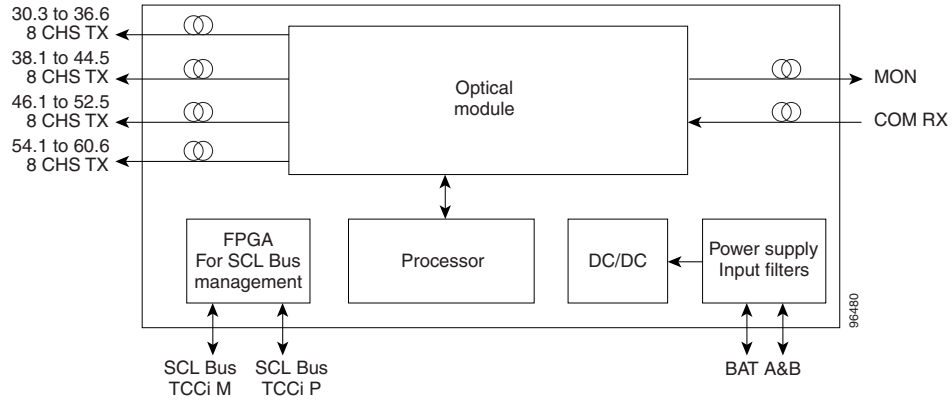 30.3 to 36.6
8 CHS TX
38.1 to 44.5
8 CHS TX
46.1 to 52.5
8 CHS TX
54.1 to 60.6
8 CHS TX
Optical
module
MON
COM RX
FPGA
For SCL Bus
management
Processor
DC/DC
Power supply
Input filters
SCL Bus
TCCi M
SCL Bus
TCCi P
BAT A&B
96480